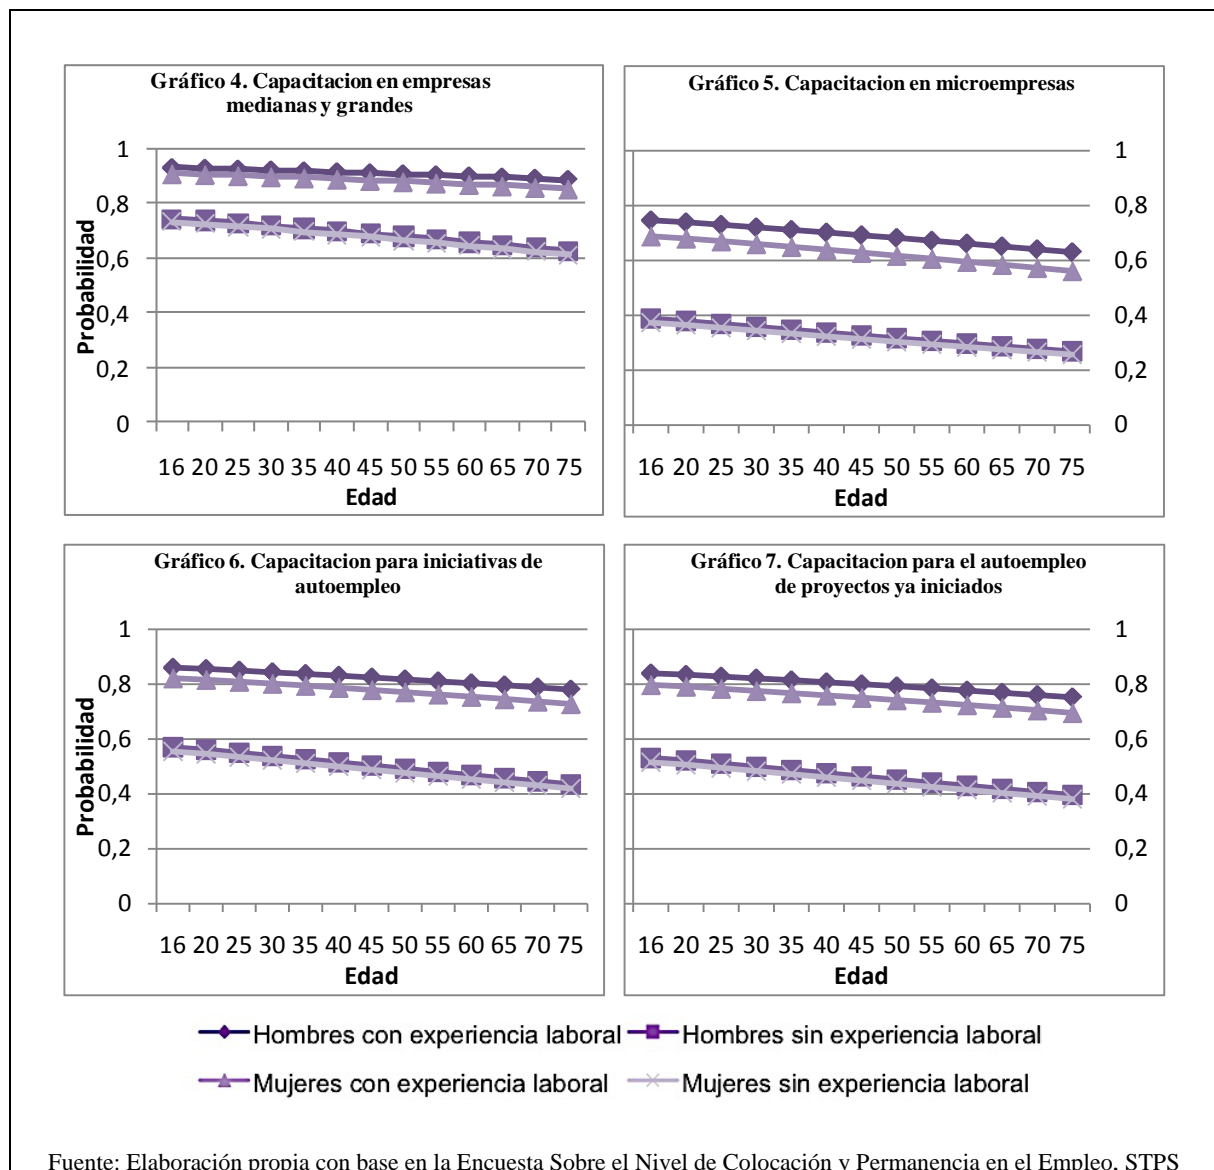 Gráfico 4. Capacitacion en empresas
medianas y grandes
1
0,8
0,6
0,4
0,2
0
Probabilidad
16 20 25 30 35 40 45 50 55 60 65 70 75
Edad
Gráfico 5. Capacitacion en microempresas
1
0,8
0,6
0,4
0,2
0
16 20 25 30 35 40 45 50 55 60 65 70 75
Edad
Gráfico 6. Capacitacion para iniciativas de
autoempleo
1
0,8
0,6
0,4
0,2
0
Probabilidad
16 20 25 30 35 40 45 50 55 60 65 70 75
Edad
Gráfico 7. Capacitacion para el autoempleo
de proyectos ya iniciados
1
0,8
0,6
0,4
0,2
0
16 20 25 30 35 40 45 50 55 60 65 70 75
Edad
Hombres con experiencia laboral
Hombres sin experiencia laboral
Mujeres con experiencia laboral
Mujeres sin experiencia laboral
Fuente: Elaboración propia con base en la Encuesta Sobre el Nivel de Colocación y Permanencia en el Empleo, STPS